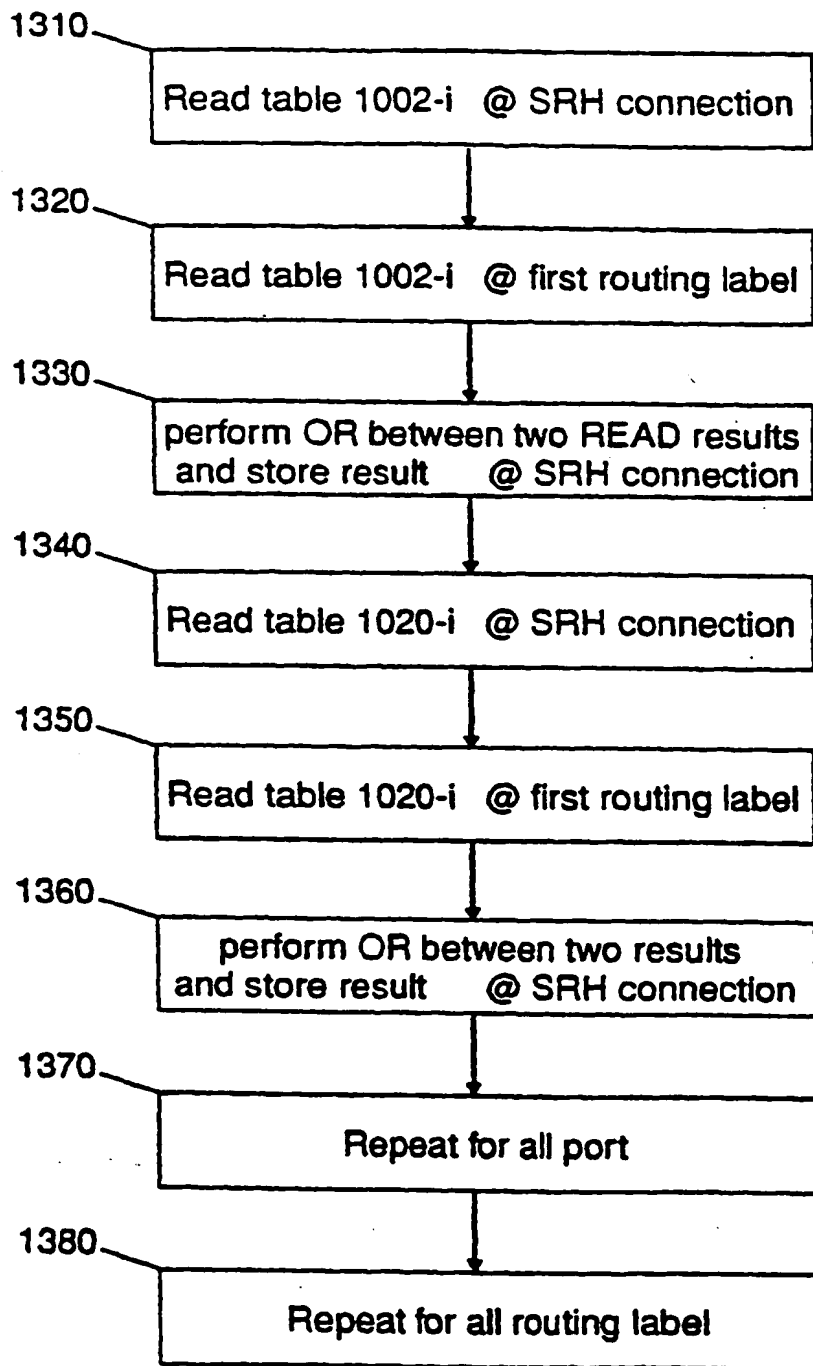 1310
Read table 1002-i @ SRH connection
1320
Read table 1002-i @ first routing label
1330
perform OR between two READ results
and store result @ SRH connection
1340
Read table 1020-i @ SRH connection
1350
Read table 1020-i @ first routing label
1360
perform OR between two results
and store result @ SRH connection
1370
Repeat for all port
1380
Repeat for all routing label